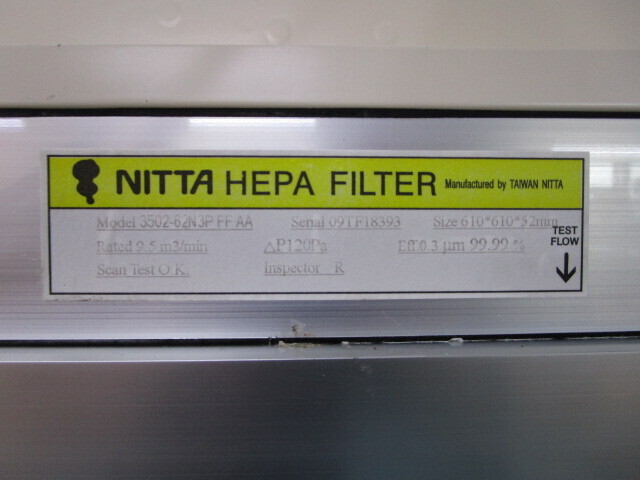 NITTA HEPA FILTER Manufactured by TAIWAN NITTA
Model 3502-62N3P FF AA Serial 09TF18393 Size 610*610*52mm
Rated 9.5 m3/min △P120Pa Eff 0.3 μm 99.99 %
Scan Test O.K. Inspector R
TEST
FLOW